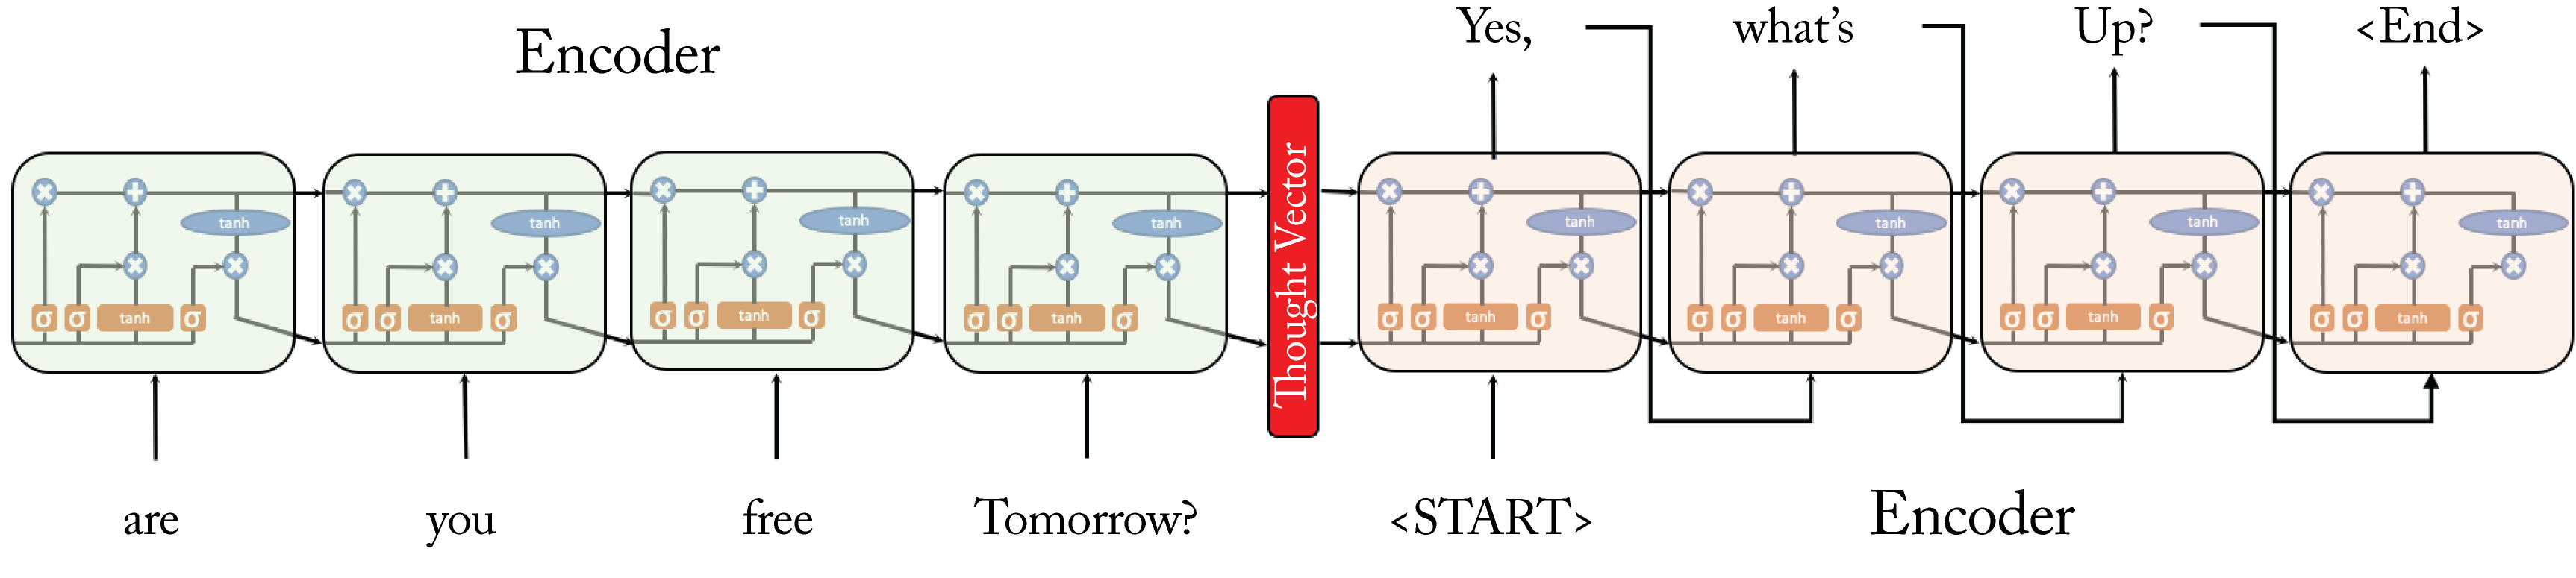 Encoder
Yes, what's Up? <End>
tanh tanh tanh tanh tanh tanh tanh tanh
σ σ tanh σ σ σ tanh σ σ σ tanh σ σ σ tanh σ σ σ tanh σ σ σ tanh σ σ σ tanh σ σ σ tanh σ
Thought Vector
are you free Tomorrow? <START> Encoder